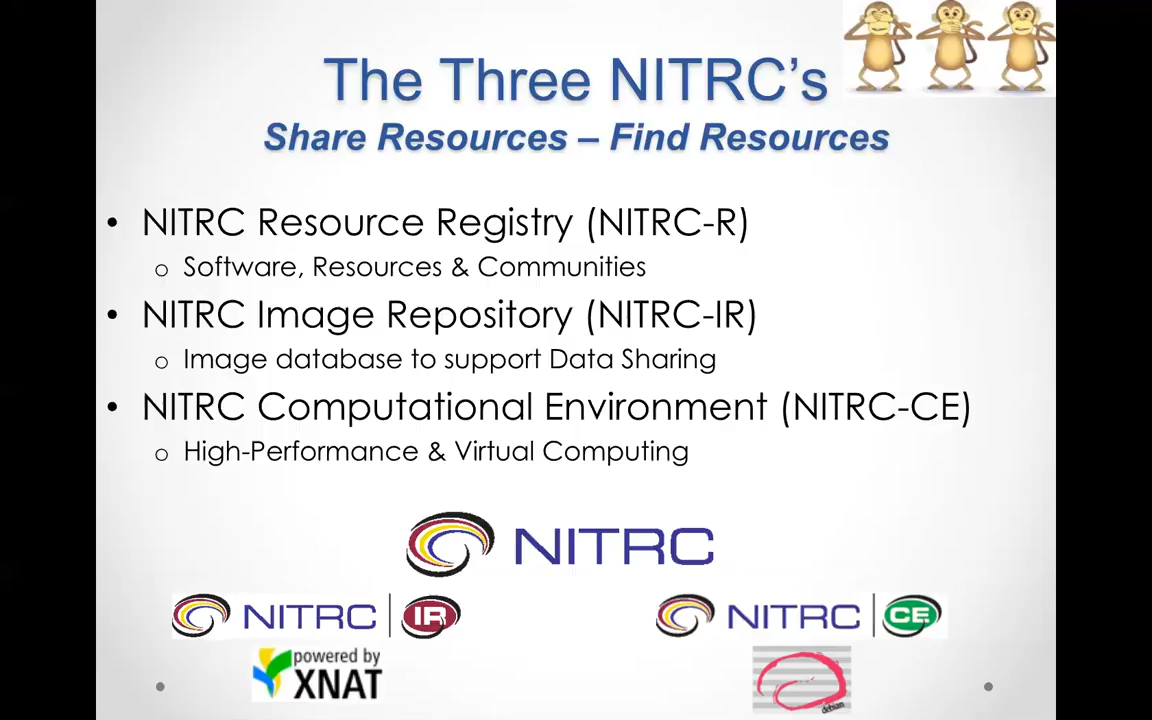 The Three NITRC’s
Share Resources – Find Resources
• NITRC Resource Registry (NITRC-R)
o Software, Resources & Communities
• NITRC Image Repository (NITRC-IR)
o Image database to support Data Sharing
• NITRC Computational Environment (NITRC-CE)
o High-Performance & Virtual Computing
NITRC
NITRC | IR
NITRC | CE
powered by
XNAT
debian